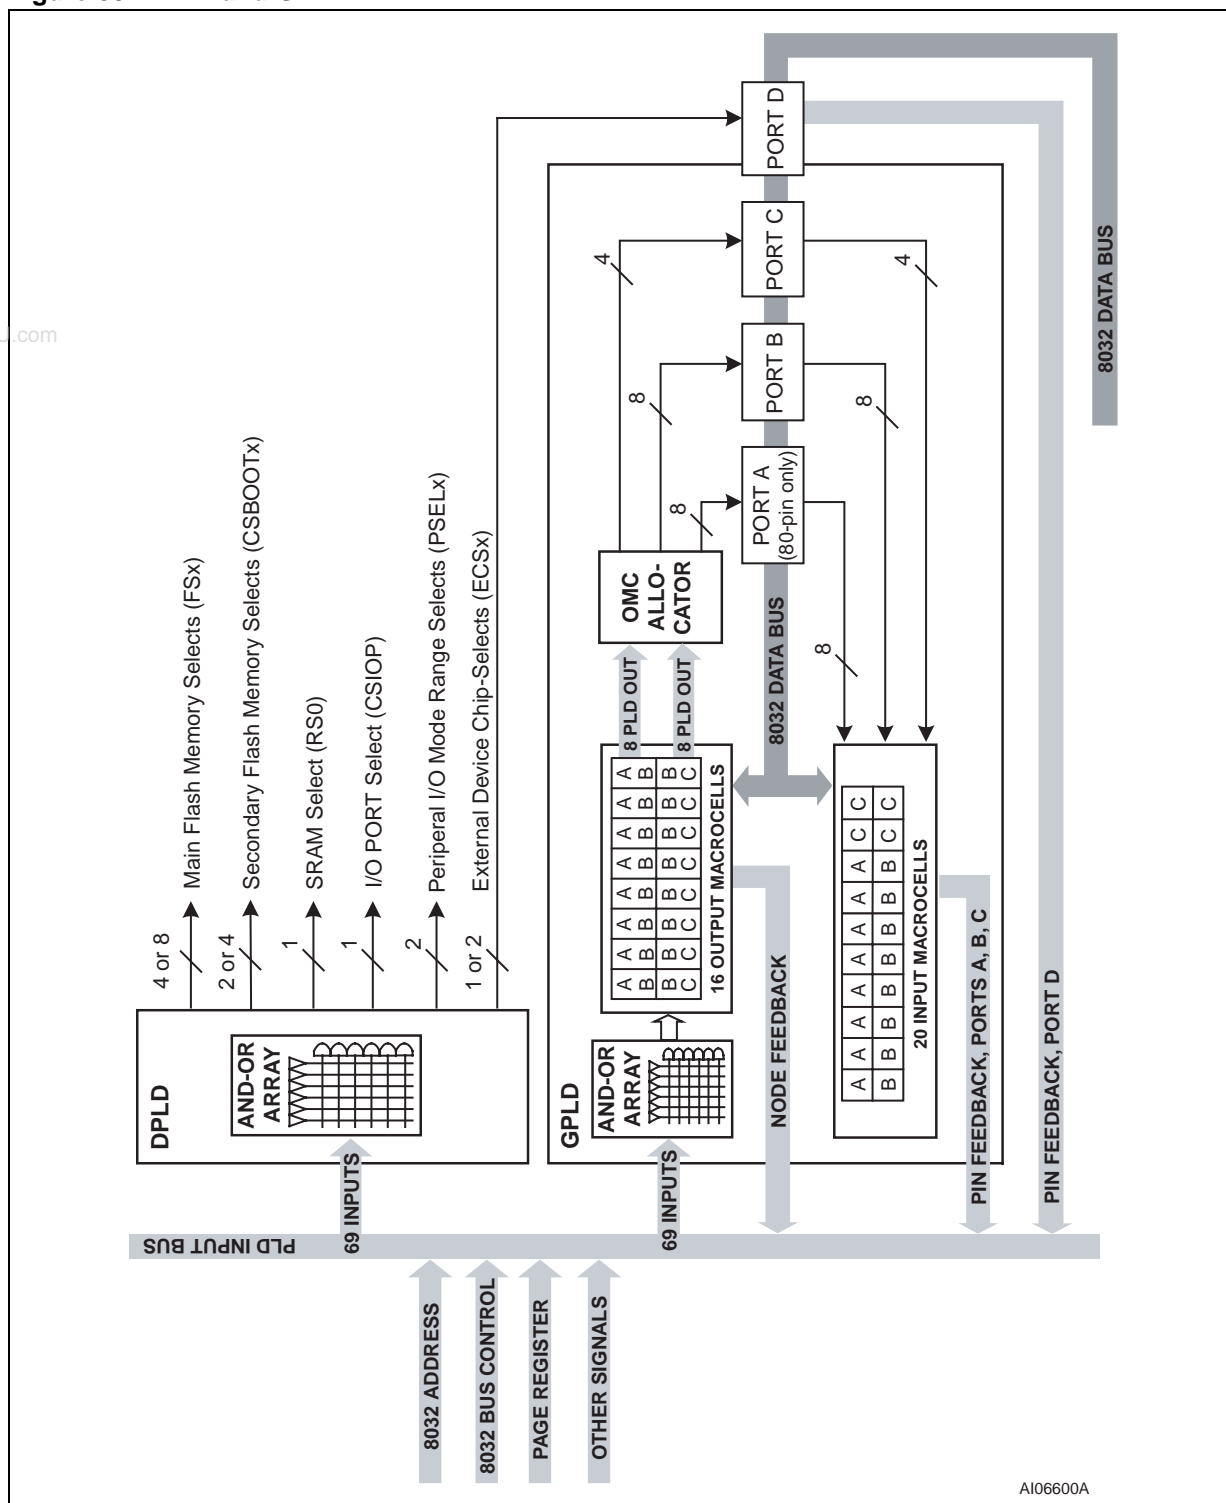 J.com
DPLD
AND-OR
ARRAY
69 INPUTS
PLD INPUT BUS
4 or 8
Main Flash Memory Selects (FSx)
2 or 4
Secondary Flash Memory Selects (CSBOOTx)
1
SRAM Select (RS0)
1
I/O PORT Select (CSIOP)
2
Periperal I/O Mode Range Selects (PSELx)
1 or 2
External Device Chip-Selects (ECSx)
8032 ADDRESS
8032 BUS CONTROL
PAGE REGISTER
OTHER SIGNALS
GPLD
AND-OR
ARRAY
69 INPUTS
A A A A A A A A
B B B B B B B B
B B B B B B B B
C C C C C C C C
16 OUTPUT MACROCELLS
8 PLD OUT
8 PLD OUT
OMC
ALLO-
CATOR
8
8
4
PORT A
(80-pin only)
PORT B
PORT C
PORT D
8032 DATA BUS
8
8
4
A A A A A A A A C C
B B B B B B B B C C
20 INPUT MACROCELLS
NODE FEEDBACK
PIN FEEDBACK, PORTS A, B, C
PIN FEEDBACK, PORT D
8032 DATA BUS
AI06600A